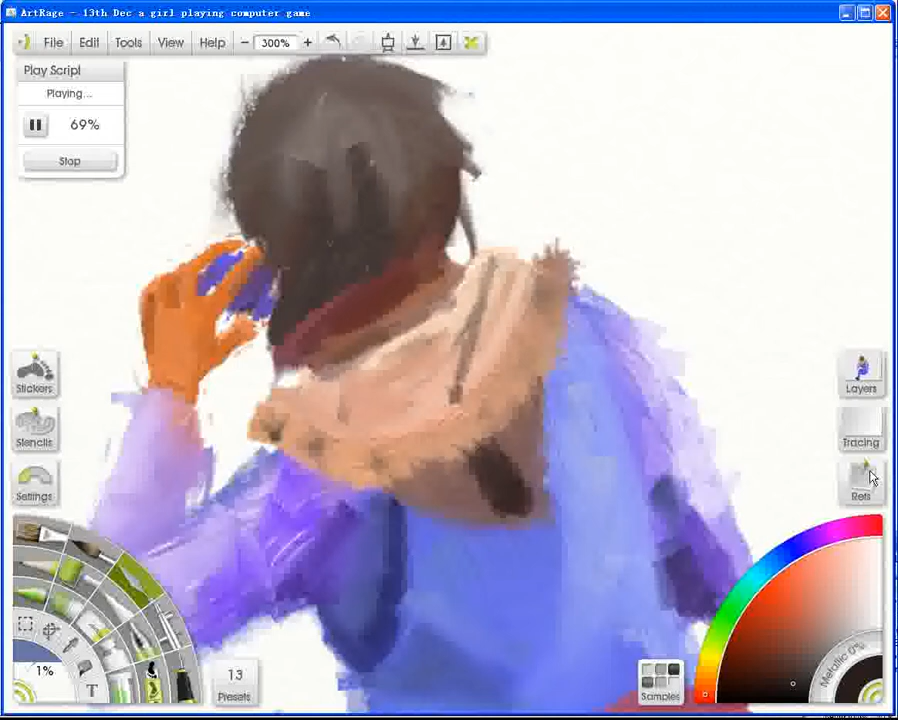 ArtRage - 13th Dec a girl playing computer game
File Edit Tools View Help - 300% +
Play Script
Playing...
69%
Stop
Stickers
Stencils
Settings
Layers
Tracing
Refs
1%
T
13
Presets
Samples
Metallic 0%